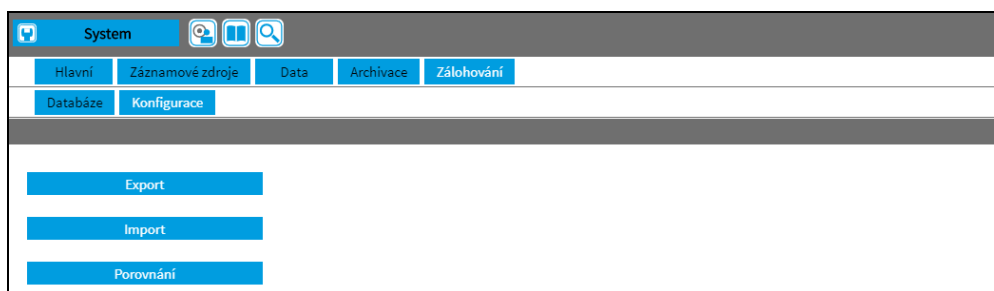 System
Hlavní Záznamové zdroje Data Archivace Zálohování
Databáze Konfigurace
Export
Import
Porovnání